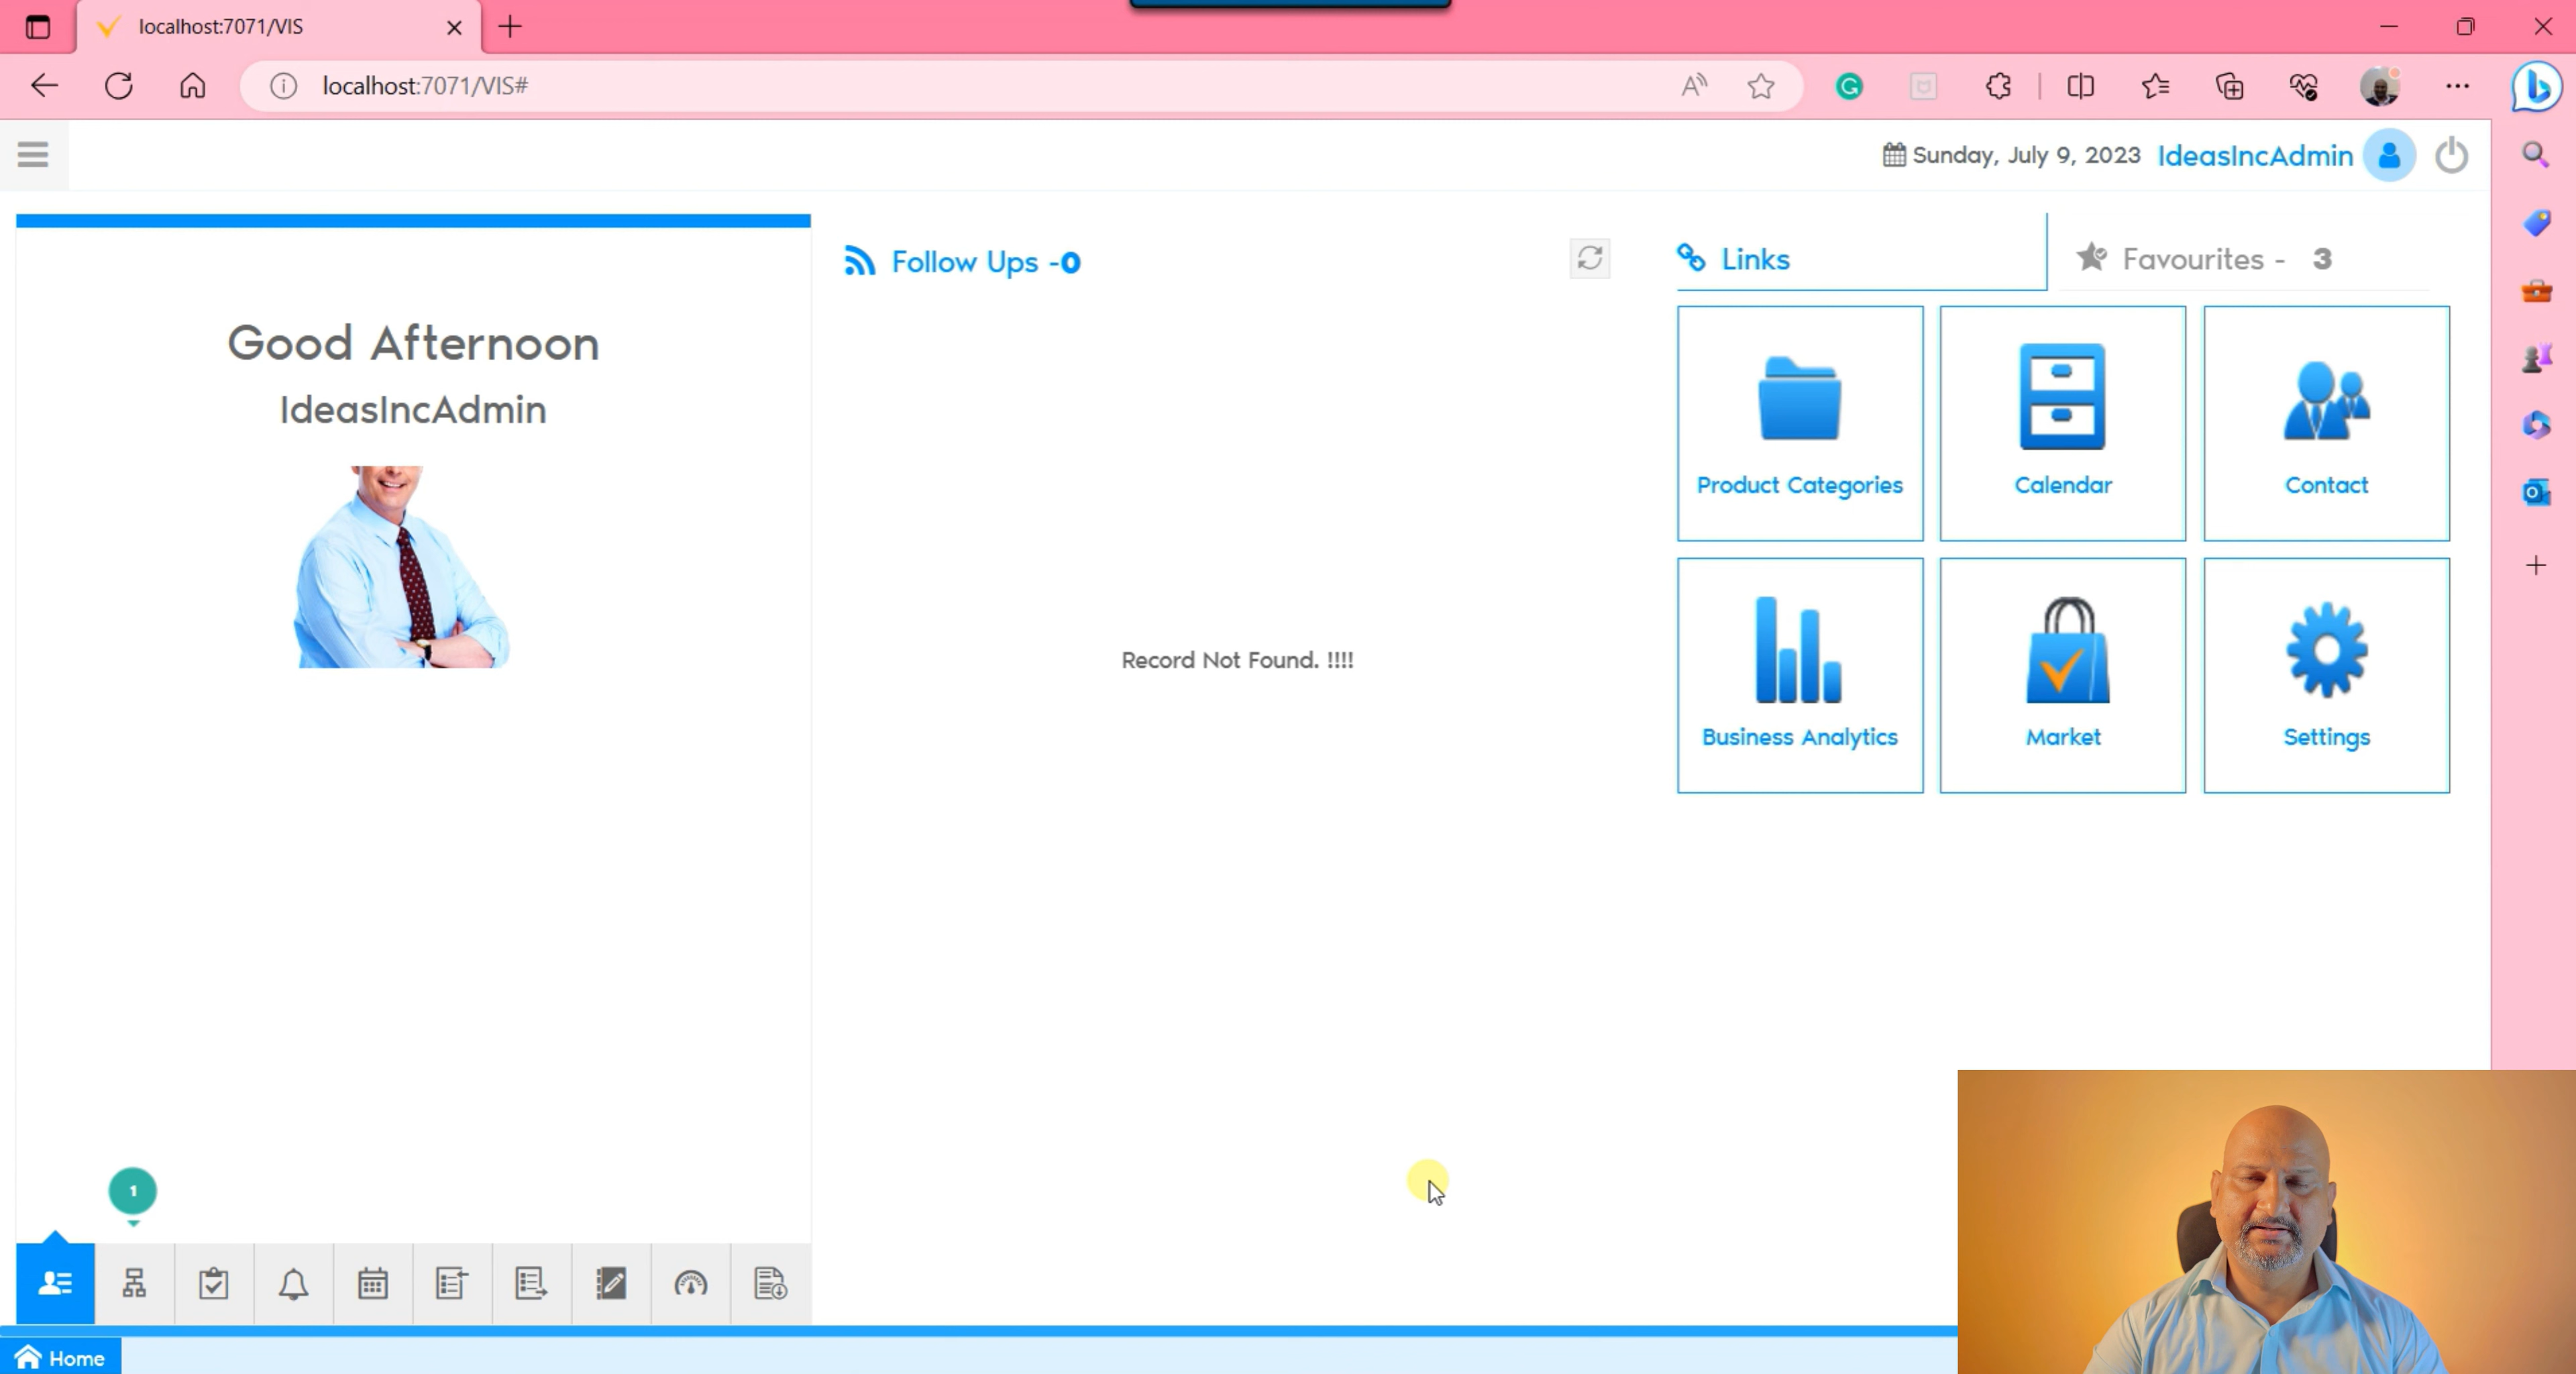 localhost:7071/VIS
localhost:7071/VIS#
Sunday, July 9, 2023 IdeasIncAdmin
Follow Ups -0
Links
Favourites - 3
Good Afternoon
IdeasIncAdmin
Product Categories
Calendar
Contact
Record Not Found. !!!!
Business Analytics
Market
Settings
1
Home